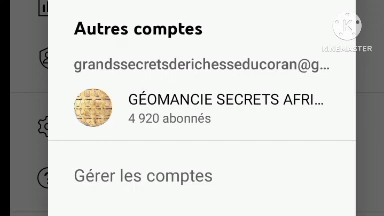 Autres comptes
KINEMASTER
grandssecretsderichesseducoran@g...
GÉOMANCIE SECRETS AFRI...
4 920 abonnés
Gérer les comptes